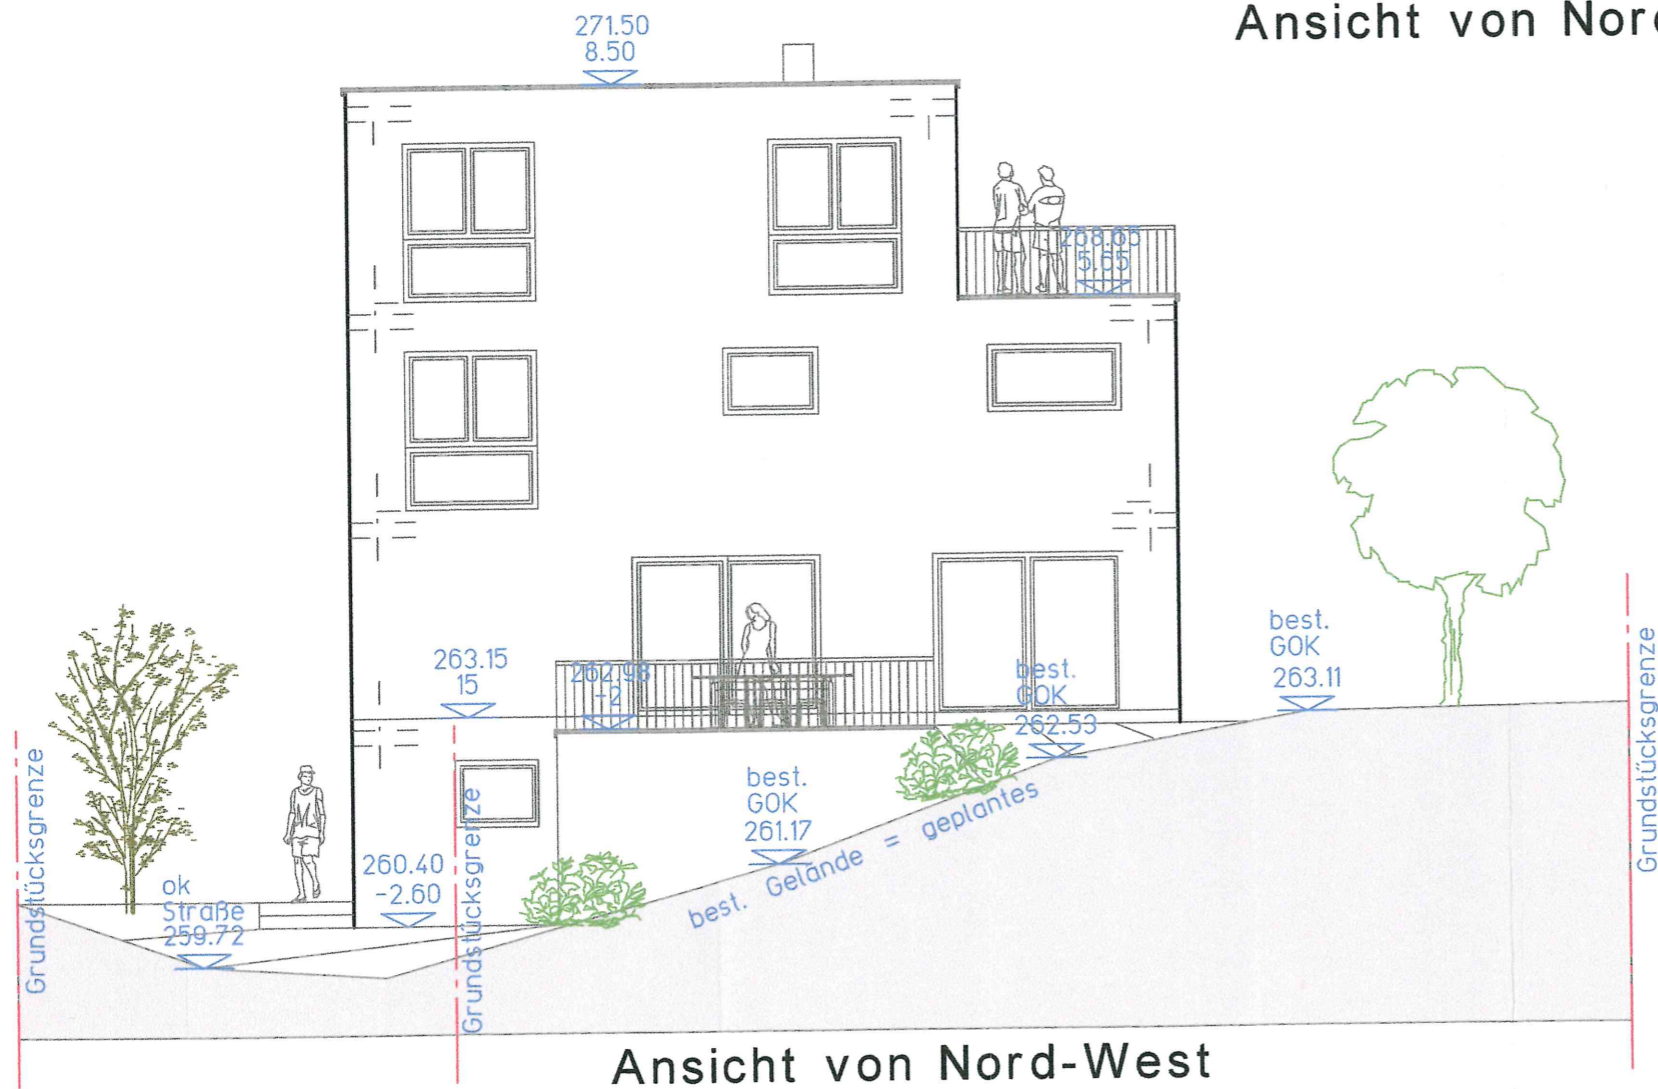 Ansicht von Nor
271.50
8.50
268.65
5.65
best.
GOK
263.11
263.15
15
262.98
-2
best.
GOK
262.53
best.
GOK
261.17
best. Gelände = geplantes
260.40
-2.60
ok
Straße
259.72
Grundstücksgrenze
Grundstücksgrenze
Grundstücksgrenze
Ansicht von Nord-West